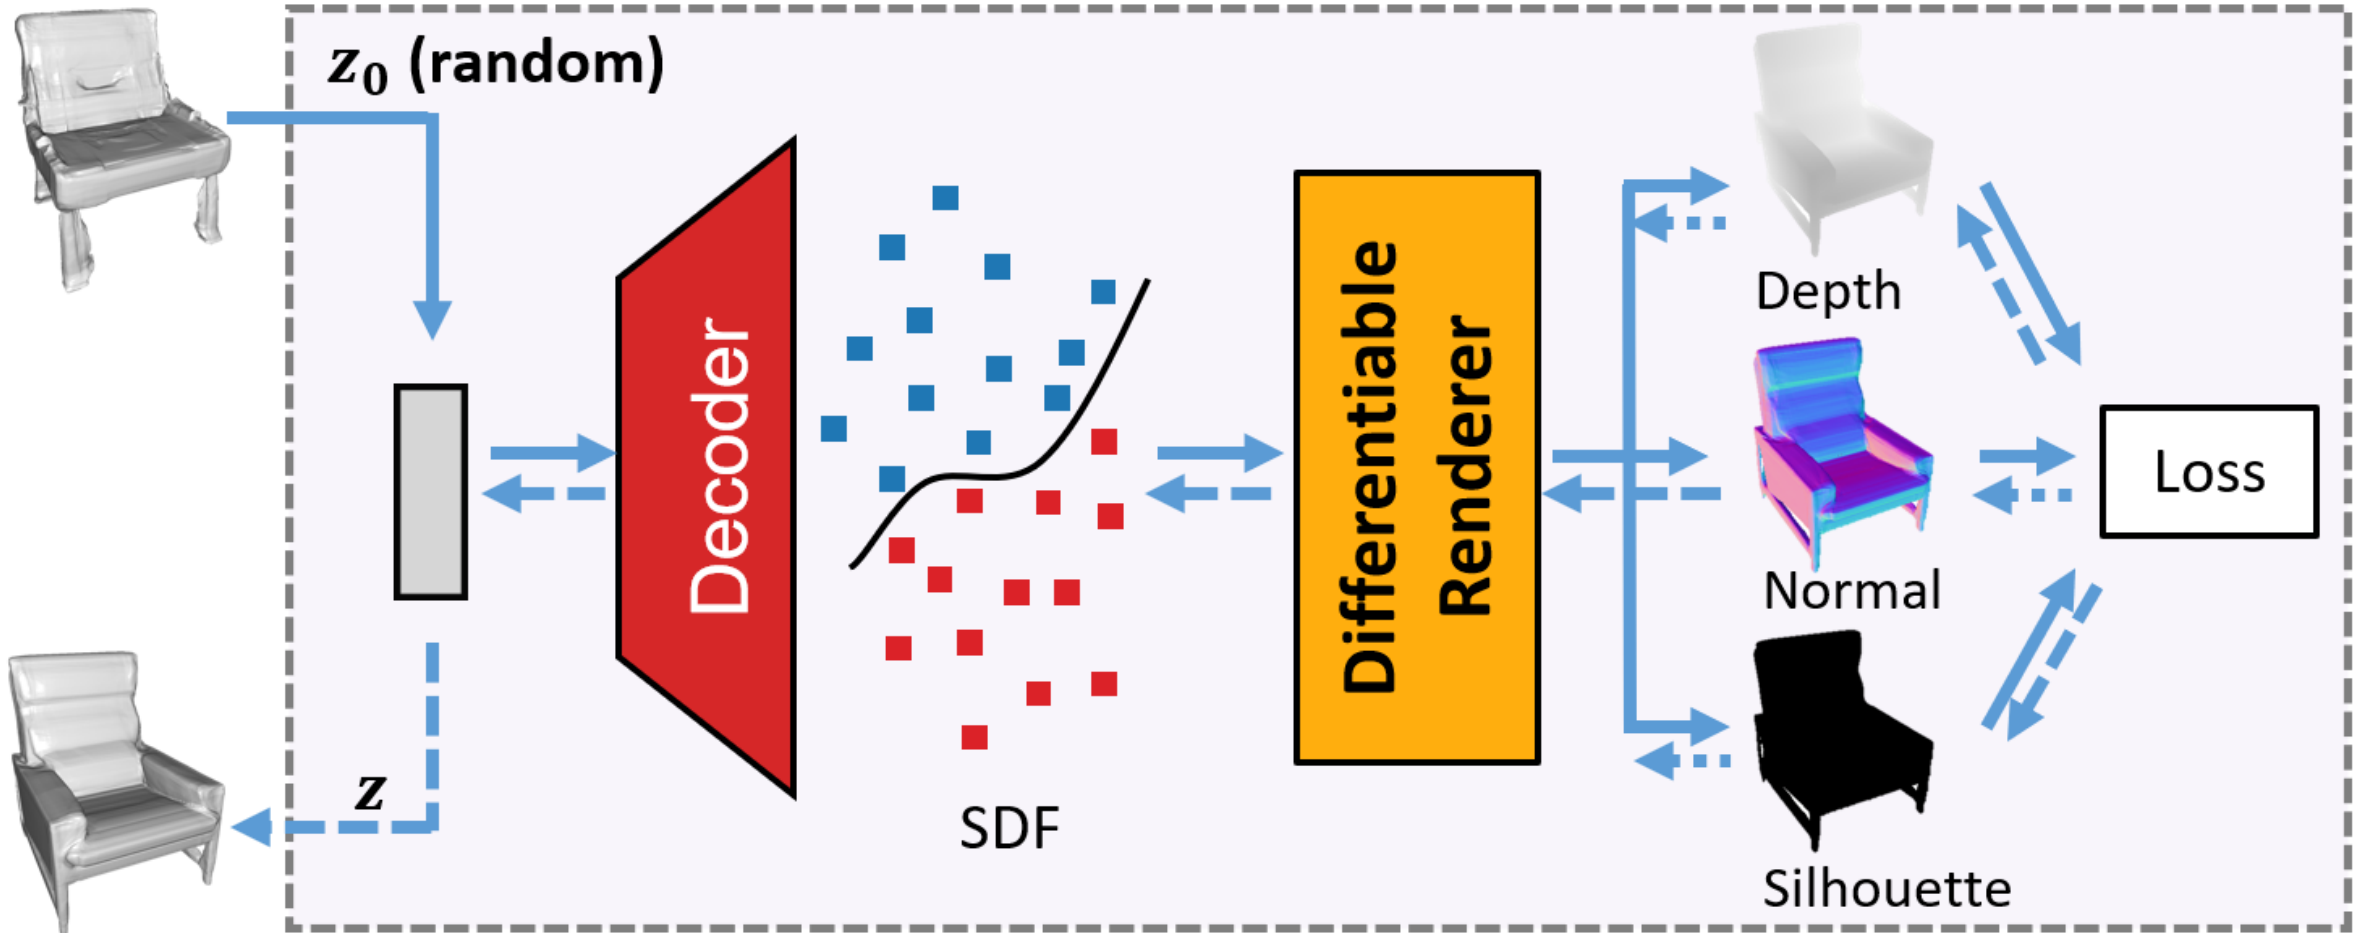 z₀ (random)
Decoder
SDF
Differentiable
Renderer
Depth
Normal
Silhouette
Loss
z